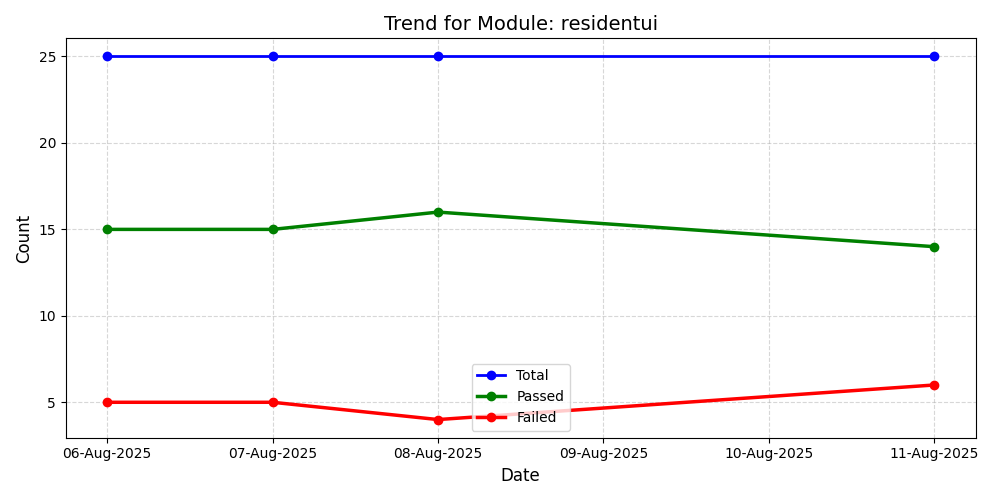 Trend for Module: residentui
Count
25
20
15
10
5
Total
Passed
Failed
06-Aug-2025 07-Aug-2025 08-Aug-2025 09-Aug-2025 10-Aug-2025 11-Aug-2025
Date